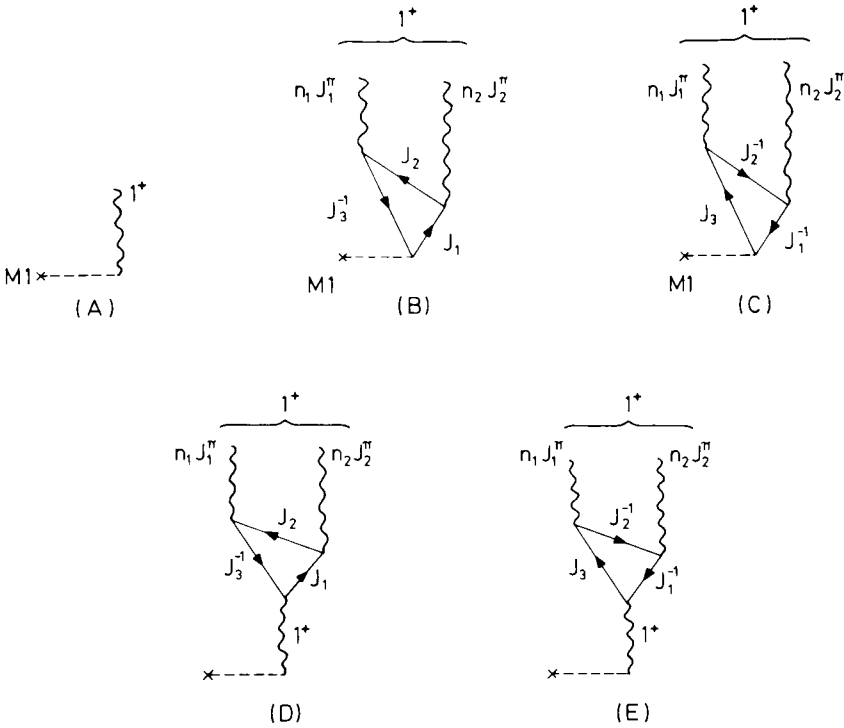 1⁺
M1
(A)
1⁺
n₁ J₁^π
n₂ J₂^π
J₂
J₃⁻¹
J₁
M1
(B)
1⁺
n₁ J₁^π
n₂ J₂^π
J₂⁻¹
J₃
J₁⁻¹
M1
(C)
1⁺
n₁ J₁^π
n₂ J₂^π
J₂
J₃⁻¹
J₁
1⁺
(D)
1⁺
n₁ J₁^π
n₂ J₂^π
J₂⁻¹
J₃
J₁⁻¹
1⁺
(E)